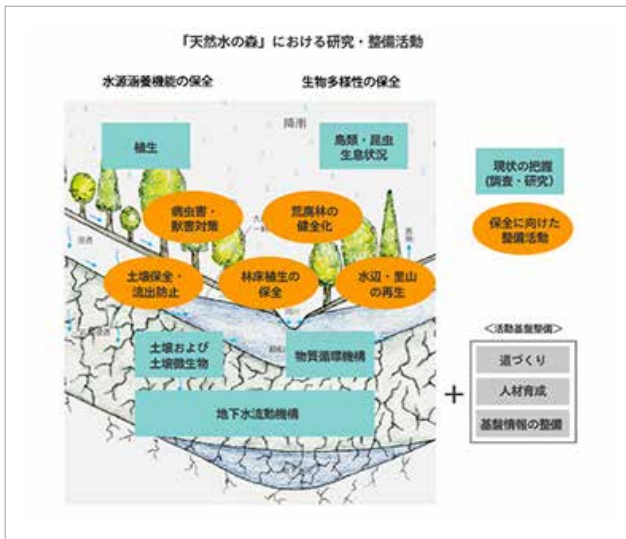 「天然水の森」における研究・整備活動
水源涵養機能の保全
生物多様性の保全
降雨
植生
鳥類・昆虫
生息状況
現状の把握
(調査・研究)
病虫害・
獣害対策
荒廃林の
健全化
保全に向けた
整備活動
土壌保全・
流出防止
林床植生の
保全
水辺・里山
の再生
土壌および
土壌微生物
物質循環機構
地下水流動機構
＜活動基盤整備＞
+
道づくり
人材育成
基盤情報の整備